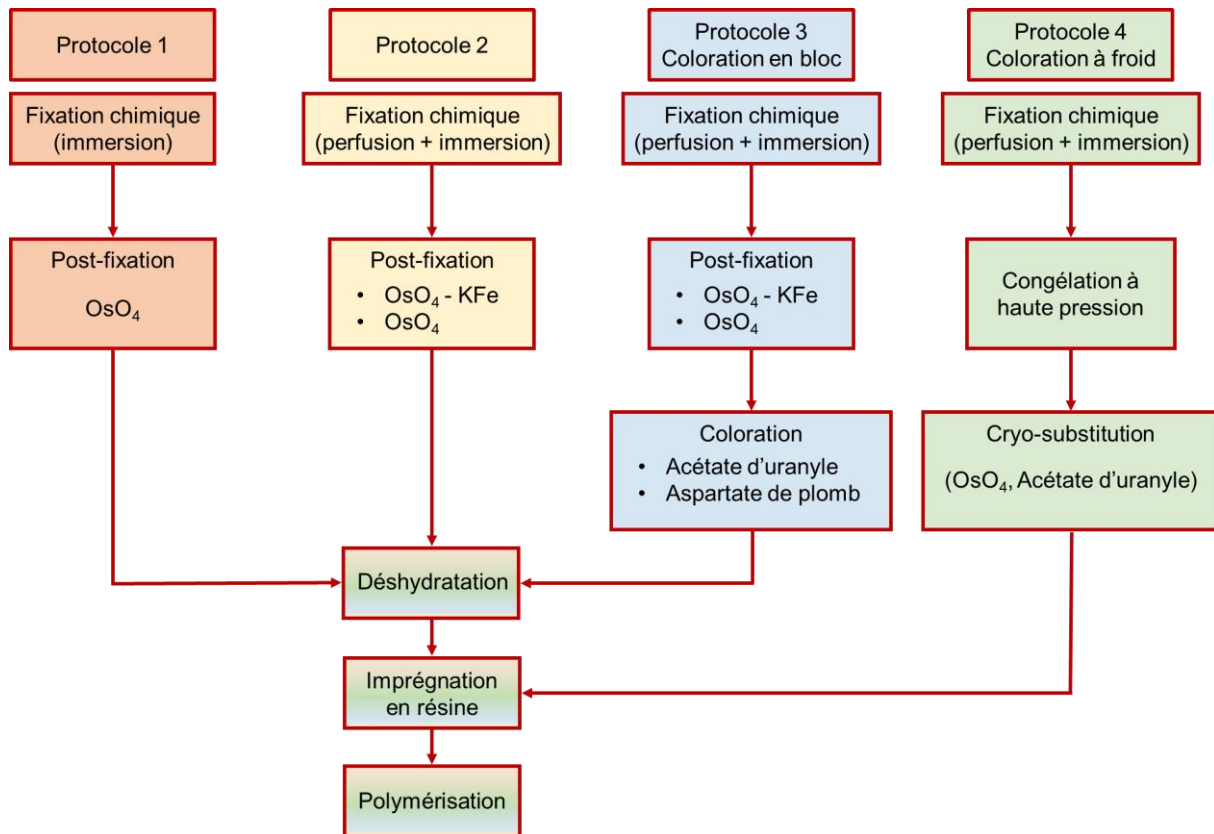 Protocole 1
Protocole 2
Protocole 3
Coloration en bloc
Protocole 4
Coloration à froid
Fixation chimique
(immersion)
Fixation chimique
(perfusion + immersion)
Fixation chimique
(perfusion + immersion)
Fixation chimique
(perfusion + immersion)
Post-fixation
OsO₄
Post-fixation
• OsO₄ - KFe
• OsO₄
Post-fixation
• OsO₄ - KFe
• OsO₄
Congélation à
haute pression
Coloration
• Acétate d'uranyle
• Aspartate de plomb
Cryo-substitution
(OsO₄, Acétate d'uranyle)
Déshydratation
Imprégnation
en résine
Polymérisation